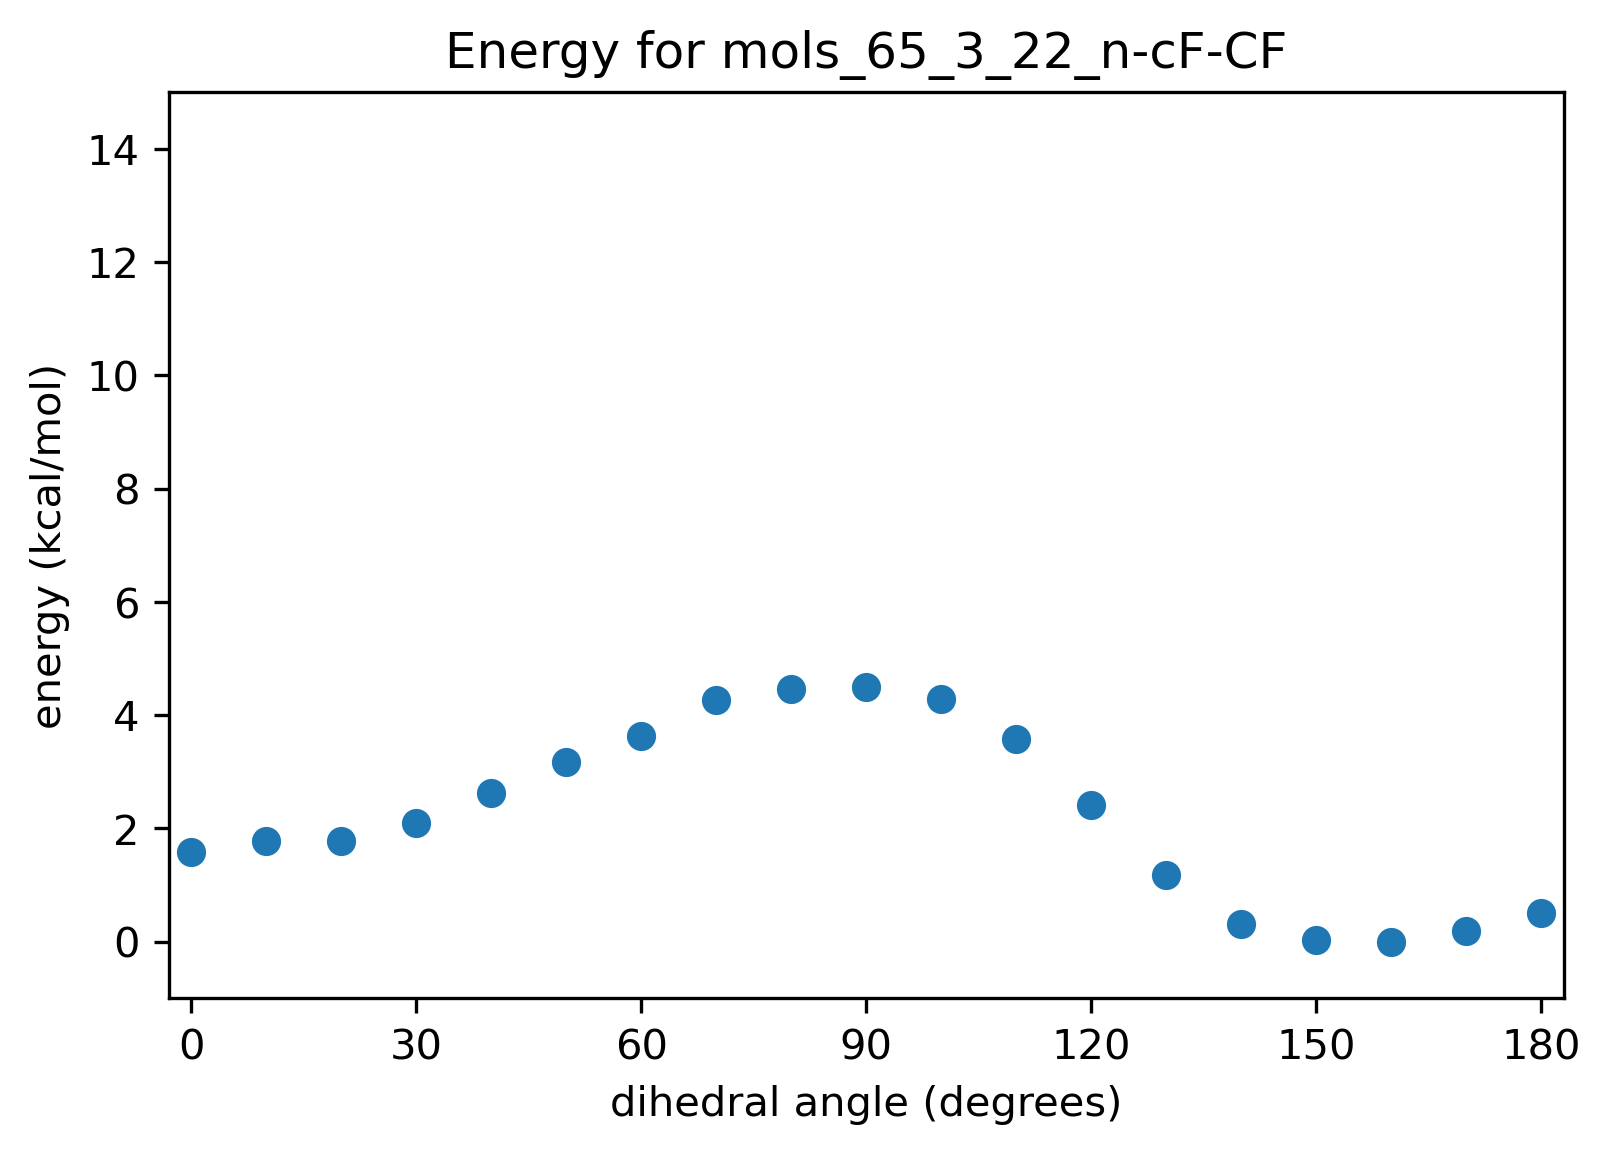 Energy for mols_65_3_22_n-cF-CF
14
12
10
8
6
4
2
0
energy (kcal/mol)
0 30 60 90 120 150 180
dihedral angle (degrees)